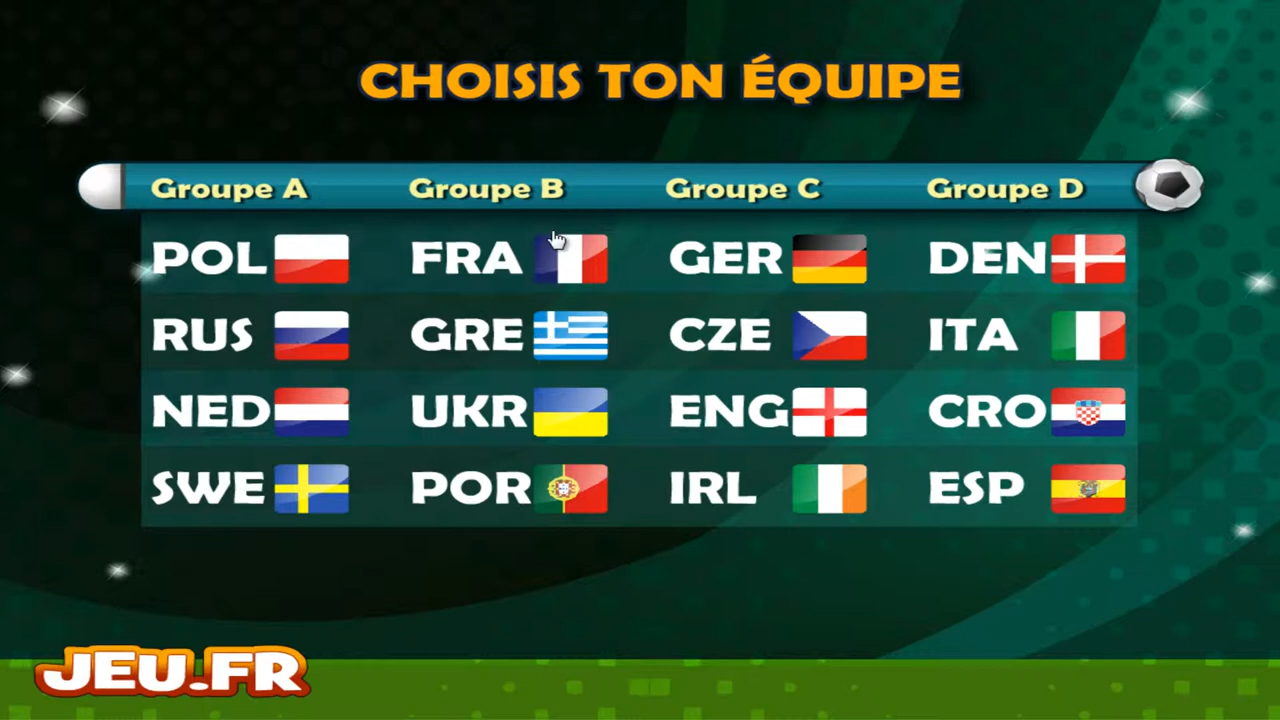 CHOISIS TON ÉQUIPE
Groupe A Groupe B Groupe C Groupe D
POL FRA GER DEN
RUS GRE CZE ITA
NED UKR ENG CRO
SWE POR IRL ESP
JEU.FR